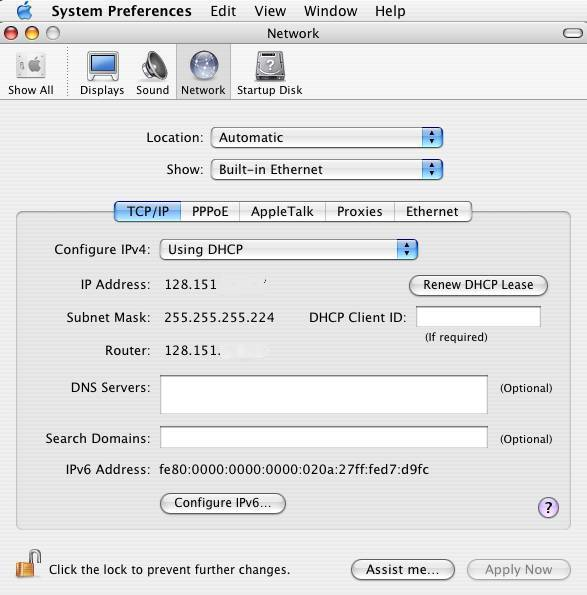 System Preferences Edit View Window Help
Network
Show All Displays Sound Network Startup Disk
Location: Automatic
Show: Built-in Ethernet
TCP/IP PPPoE AppleTalk Proxies Ethernet
Configure IPv4: Using DHCP
IP Address: 128.151
Renew DHCP Lease
Subnet Mask: 255.255.255.224 DHCP Client ID:
(If required)
Router: 128.151.
DNS Servers: (Optional)
Search Domains: (Optional)
IPv6 Address: fe80:0000:0000:0000:020a:27ff:fed7:d9fc
Configure IPv6...
?
Click the lock to prevent further changes. Assist me... Apply Now